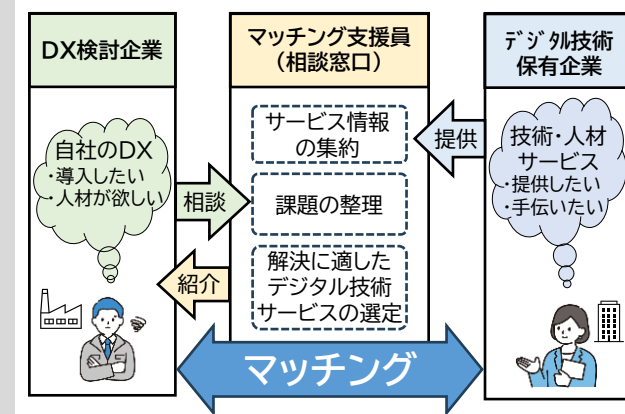 DX検討企業
マッチング支援員
（相談窓口）
ﾃﾞｼﾞﾀﾙ技術
保有企業
自社のDX
・導入したい
・人材が欲しい
相談
紹介
サービス情報
の集約
課題の整理
解決に適した
デジタル技術
サービスの選定
提供
技術・人材
サービス
・提供したい
・手伝いたい
マッチング